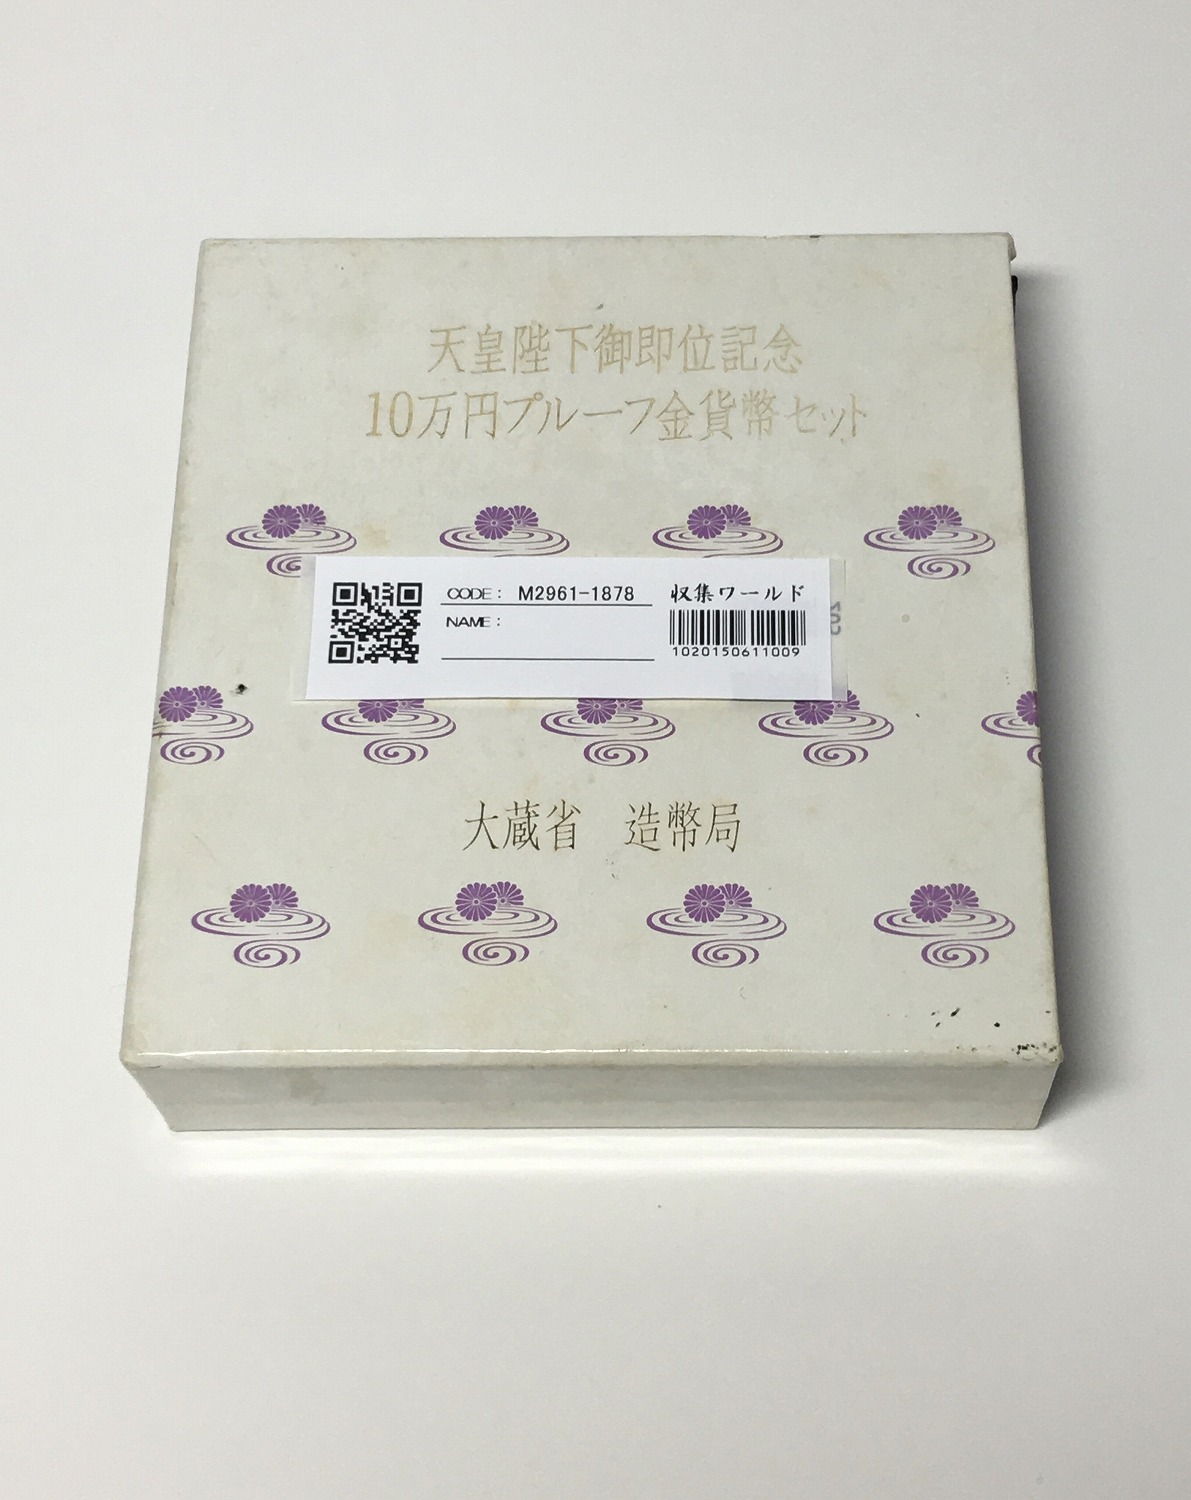 天皇陛下御即位記念
10万円プルーフ金貨幣セット
CODE： M2961-1878
収集ワールド
NAME：
1020150611009
大蔵省 造幣局